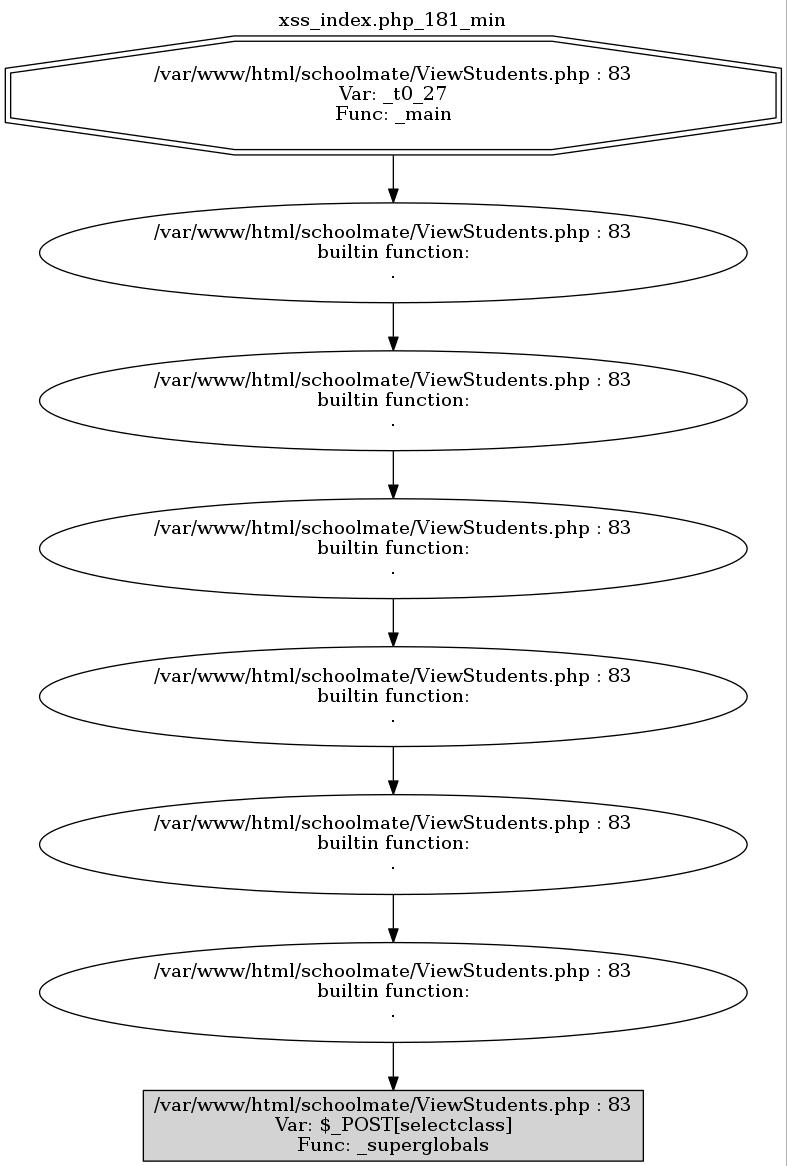 xss_index.php_181_min
/var/www/html/schoolmate/ViewStudents.php : 83
Var: _t0_27
Func: _main
/var/www/html/schoolmate/ViewStudents.php : 83
builtin function:
.
/var/www/html/schoolmate/ViewStudents.php : 83
builtin function:
.
/var/www/html/schoolmate/ViewStudents.php : 83
builtin function:
.
/var/www/html/schoolmate/ViewStudents.php : 83
builtin function:
.
/var/www/html/schoolmate/ViewStudents.php : 83
builtin function:
.
/var/www/html/schoolmate/ViewStudents.php : 83
builtin function:
.
/var/www/html/schoolmate/ViewStudents.php : 83
Var: $_POST[selectclass]
Func: _superglobals